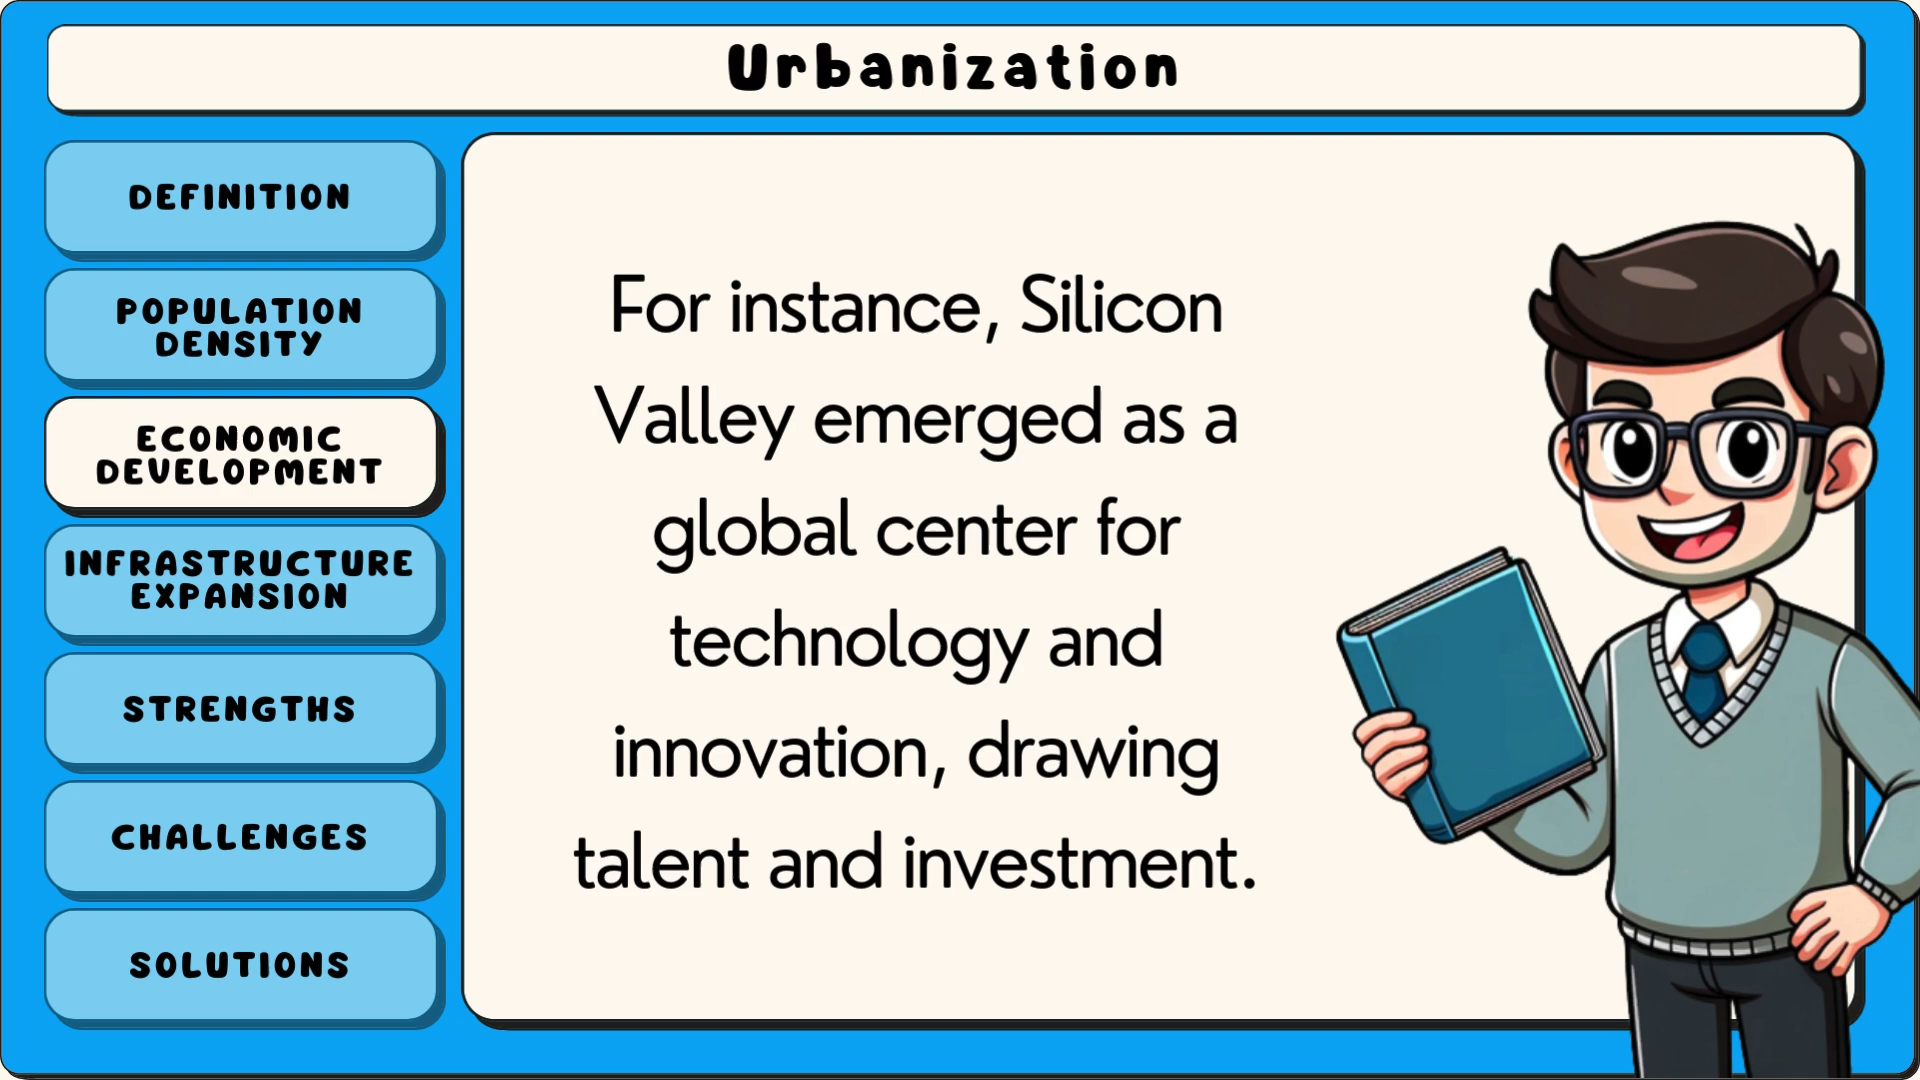 Urbanization
DEFINITION
POPULATION
DENSITY
ECONOMIC
DEVELOPMENT
INFRASTRUCTURE
EXPANSION
STRENGTHS
CHALLENGES
SOLUTIONS
For instance, Silicon
Valley emerged as a
global center for
technology and
innovation, drawing
talent and investment.